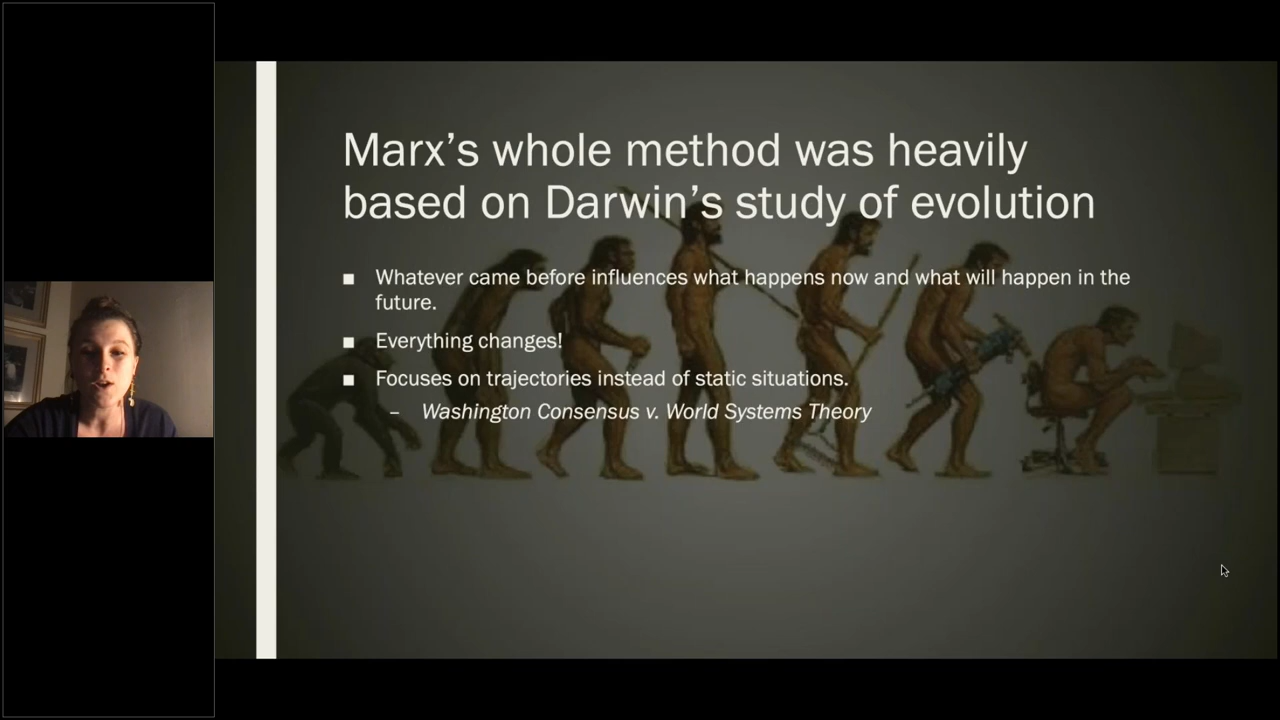 Marx’s whole method was heavily
based on Darwin’s study of evolution
■ Whatever came before influences what happens now and what will happen in the
future.
■ Everything changes!
■ Focuses on trajectories instead of static situations.
– Washington Consensus v. World Systems Theory